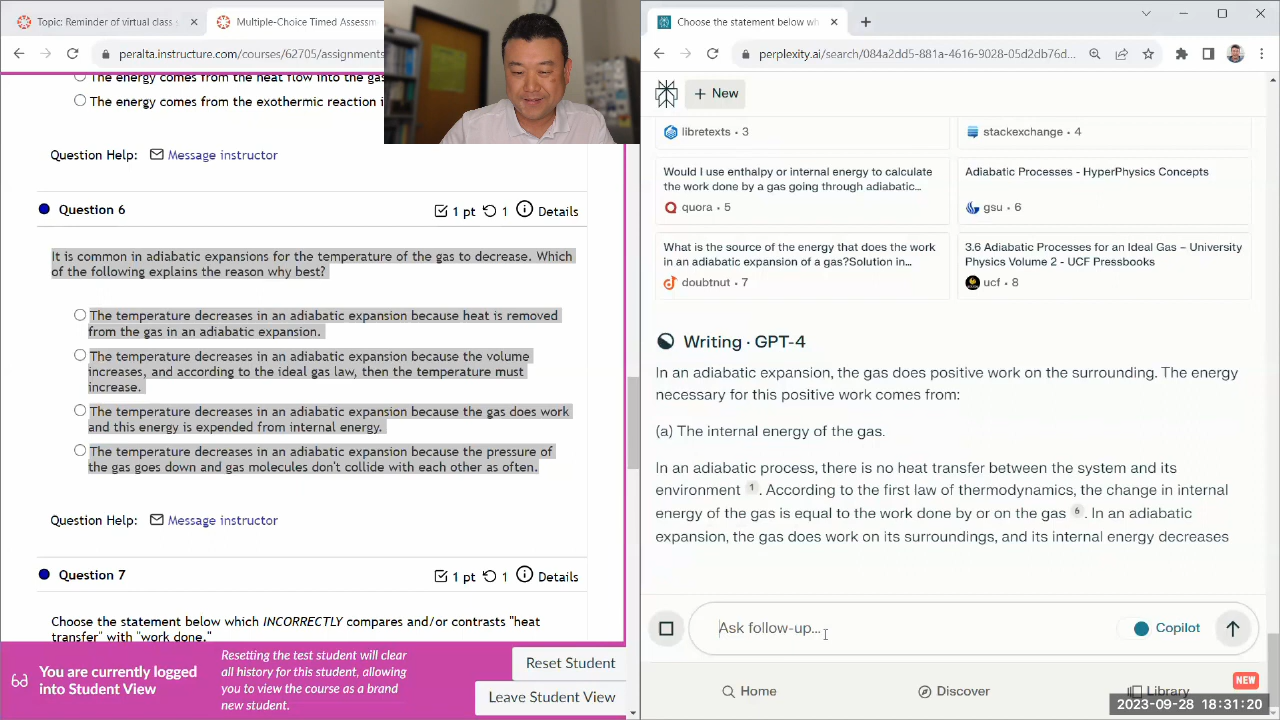 Topic: Reminder of virtual class s
Multiple-Choice Timed Assessm
Choose the statement below wh
peralta.instructure.com/courses/62705/assignments
perplexity.ai/search/084a2dd5-881a-4616-9028-05d2db76d...
New
The energy comes from the heat flow into the gas
The energy comes from the exothermic reaction i
Question Help: Message instructor
Question 6
1 pt 1 Details
It is common in adiabatic expansions for the temperature of the gas to decrease. Which
of the following explains the reason why best?
The temperature decreases in an adiabatic expansion because heat is removed
from the gas in an adiabatic expansion.
The temperature decreases in an adiabatic expansion because the volume
increases, and according to the ideal gas law, then the temperature must
increase.
The temperature decreases in an adiabatic expansion because the gas does work
and this energy is expended from internal energy.
The temperature decreases in an adiabatic expansion because the pressure of
the gas goes down and gas molecules don't collide with each other as often.
Question Help: Message instructor
Question 7
1 pt 1 Details
Choose the statement below which INCORRECTLY compares and/or contrasts "heat
transfer" with "work done."
You are currently logged
into Student View
Resetting the test student will clear
all history for this student, allowing
you to view the course as a brand
new student.
Reset Student
Leave Student View
libretexts • 3
stackexchange • 4
Would I use enthalpy or internal energy to calculate
the work done by a gas going through adiabatic...
quora • 5
Adiabatic Processes - HyperPhysics Concepts
gsu • 6
What is the source of the energy that does the work
in an adiabatic expansion of a gas?Solution in...
doubtnut • 7
3.6 Adiabatic Processes for an Ideal Gas – University
Physics Volume 2 - UCF Pressbooks
ucf • 8
Writing · GPT-4
In an adiabatic expansion, the gas does positive work on the surrounding. The energy
necessary for this positive work comes from:
(a) The internal energy of the gas.
In an adiabatic process, there is no heat transfer between the system and its
environment 1. According to the first law of thermodynamics, the change in internal
energy of the gas is equal to the work done by or on the gas 6. In an adiabatic
expansion, the gas does work on its surroundings, and its internal energy decreases
Ask follow-up...
Copilot
Home
Discover
Library
NEW
2023-09-28 18:31:20